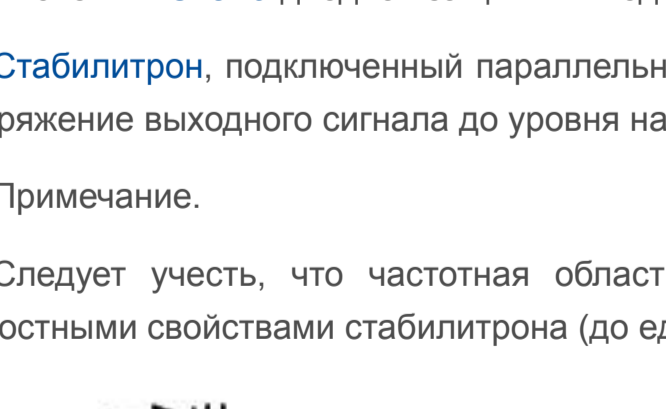 Стабилитрон, подключенный параллельн
ряжение выходного сигнала до уровня на
Примечание.
Следует учесть, что частотная област
остными свойствами стабилитрона (до ед